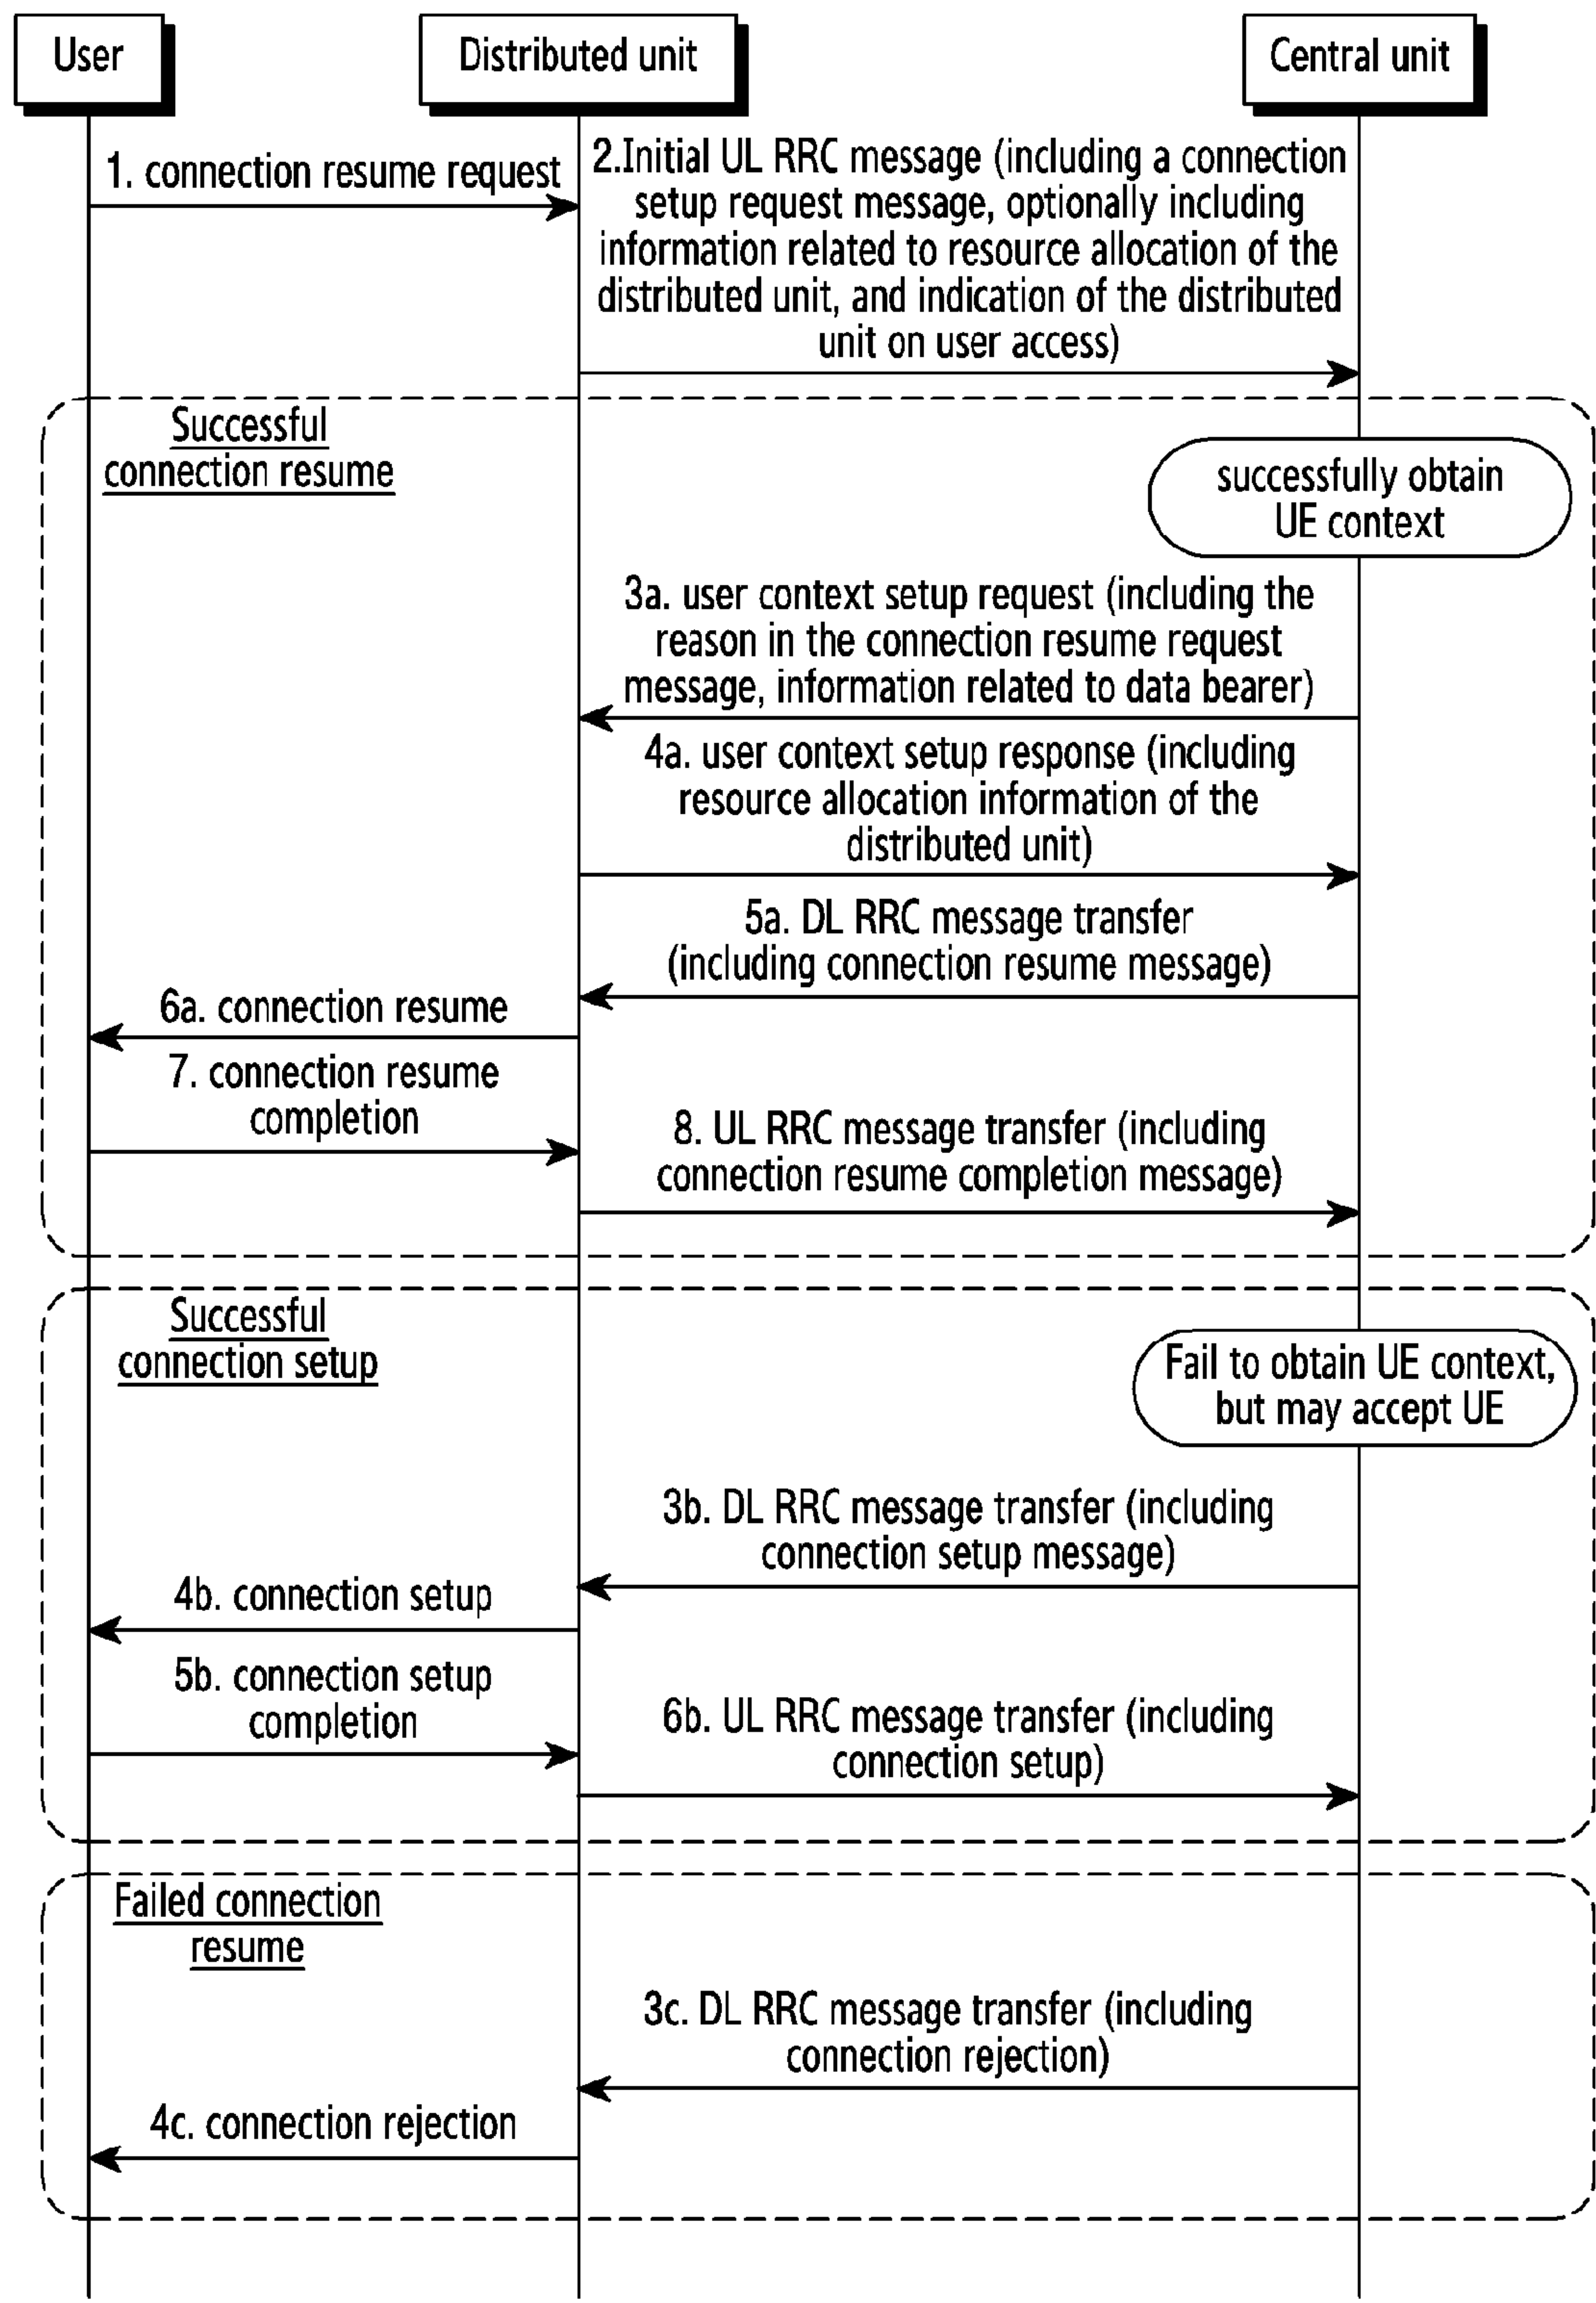 User
Distributed unit
Central unit
1. connection resume request
2.Initial UL RRC message (including a connection
setup request message, optionally including
information related to resource allocation of the
distributed unit, and indication of the distributed
unit on user access)
Successful
connection resume
successfully obtain
UE context
3a. user context setup request (including the
reason in the connection resume request
message, information related to data bearer)
4a. user context setup response (including
resource allocation information of the
distributed unit)
5a. DL RRC message transfer
(including connection resume message)
6a. connection resume
7. connection resume
completion
8. UL RRC message transfer (including
connection resume completion message)
Successful
connection setup
Fail to obtain UE context,
but may accept UE
3b. DL RRC message transfer (including
connection setup message)
4b. connection setup
5b. connection setup
completion
6b. UL RRC message transfer (including
connection setup)
Failed connection
resume
3c. DL RRC message transfer (including
connection rejection)
4c. connection rejection